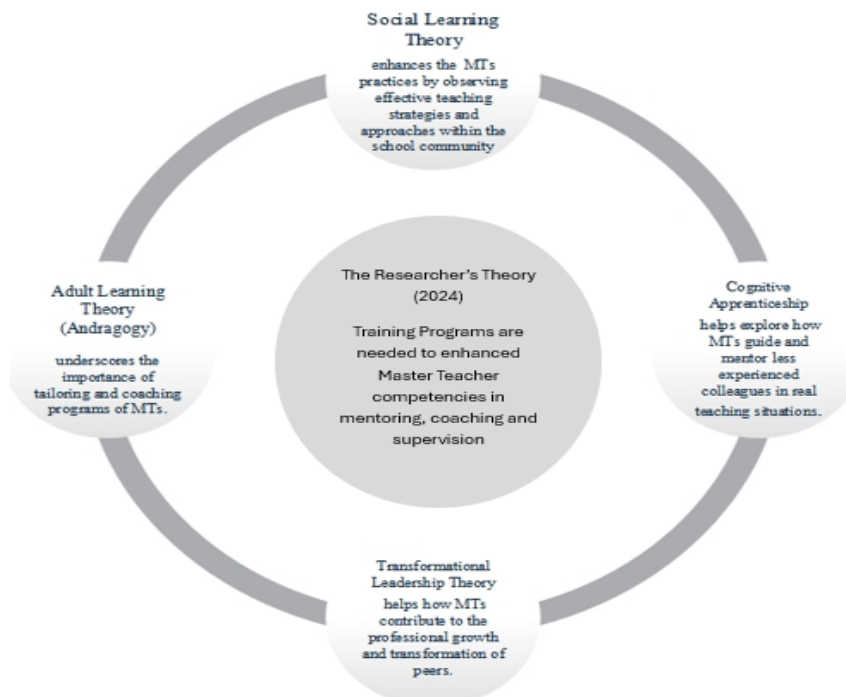 Social Learning
Theory
enhances the MTs
practices by observing
effective teaching
strategies and
approaches within the
school community
Adult Learning
Theory
(Andragogy)
underscores the
importance of
tailoring and coaching
programs of MTs.
The Researcher's Theory
(2024)
Training Programs are
needed to enhanced
Master Teacher
competencies in
mentoring, coaching and
supervision
Cognitive
Apprenticeship
helps explore how
MTs guide and
mentor less
experienced
colleagues in real
teaching situations.
Transformational
Leadership Theory
helps how MTs
contribute to the
professional growth
and transformation of
peers.